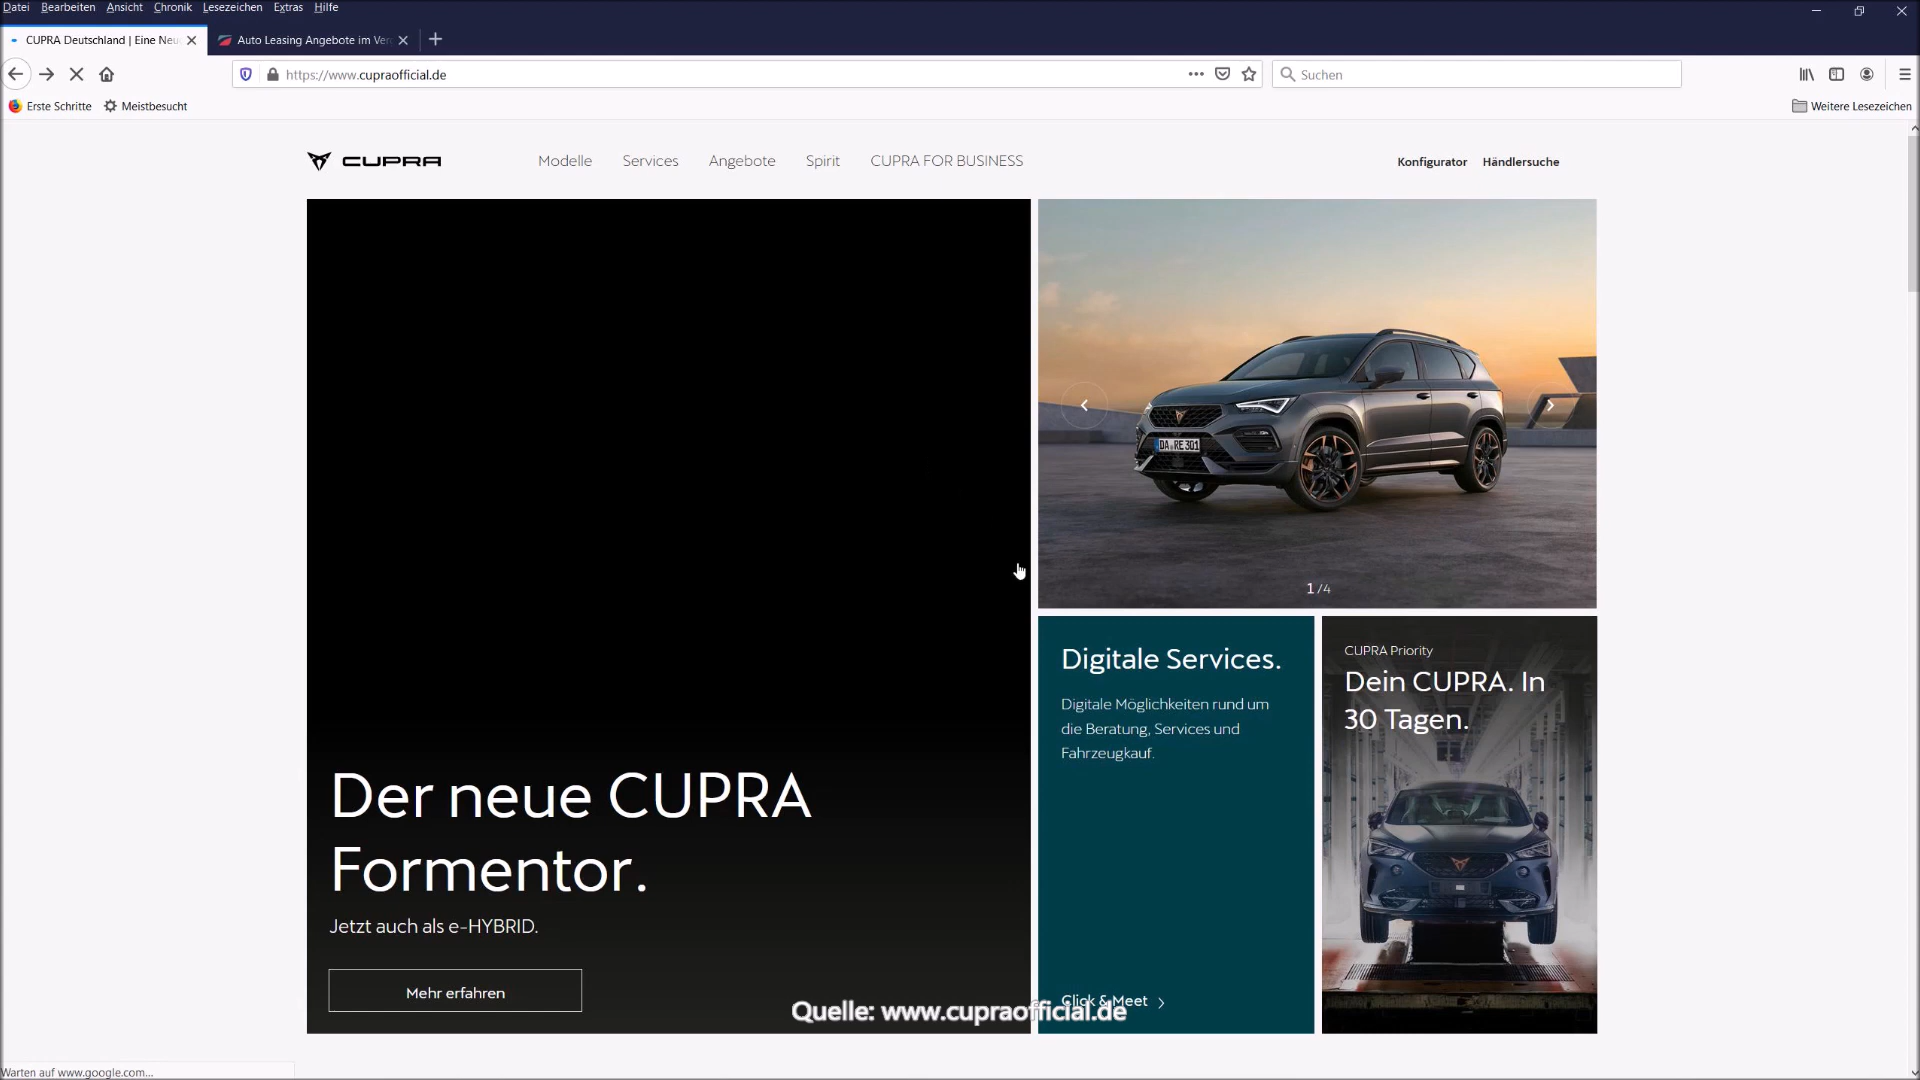 Datei Bearbeiten Ansicht Chronik Lesezeichen Extras Hilfe
CUPRA Deutschland | Eine Neu
Auto Leasing Angebote im Ver
https://www.cupraofficial.de
Suchen
Erste Schritte
Meistbesucht
Weitere Lesezeichen
CUPRA
Modelle
Services
Angebote
Spirit
CUPRA FOR BUSINESS
Konfigurator
Händlersuche
DA RE301
1/4
Der neue CUPRA
Formentor.
Jetzt auch als e-HYBRID.
Mehr erfahren
Digitale Services.
Digitale Möglichkeiten rund um
die Beratung, Services und
Fahrzeugkauf.
Click & Meet
CUPRA Priority
Dein CUPRA. In
30 Tagen.
Quelle: www.cupraofficial.de
Warten auf www.google.com...